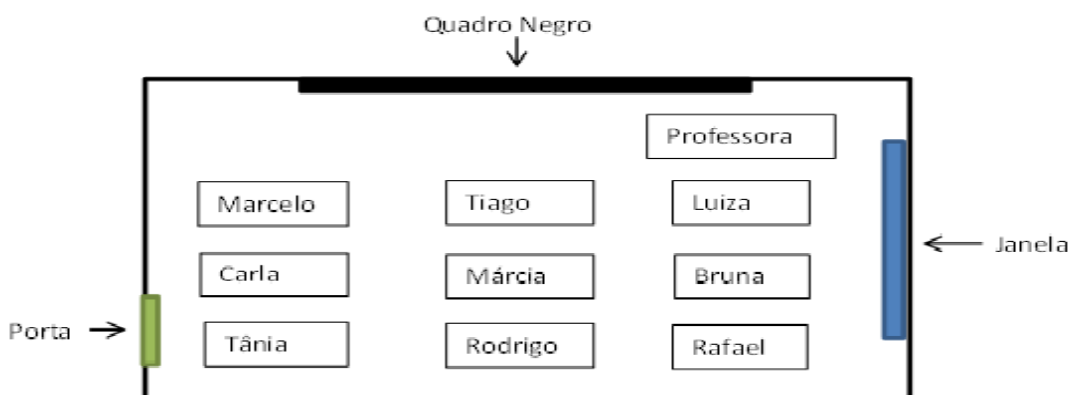 Quadro Negro
Professora
Marcelo Tiago Luiza
Janela
Carla Márcia Bruna
Porta
Tânia Rodrigo Rafael